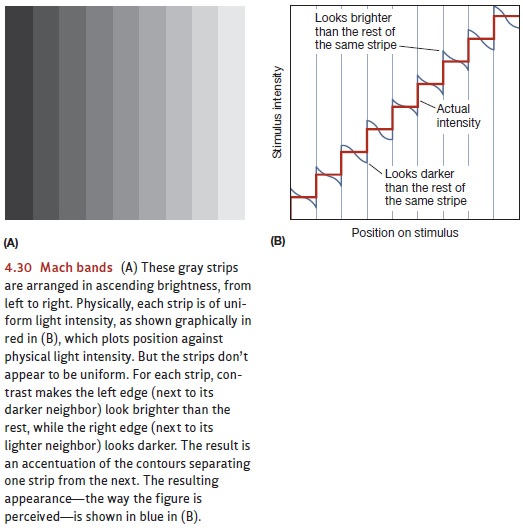 Looks brighter
than the rest of
the same stripe
Stimulus intensity
Actual
intensity
Looks darker
than the rest of
the same stripe
Position on stimulus
(A)
(B)
4.30 Mach bands (A) These gray strips
are arranged in ascending brightness, from
left to right. Physically, each strip is of uni-
form light intensity, as shown graphically in
red in (B), which plots position against
physical light intensity. But the strips don’t
appear to be uniform. For each strip, con-
trast makes the left edge (next to its
darker neighbor) look brighter than the
rest, while the right edge (next to its
lighter neighbor) looks darker. The result is
an accentuation of the contours separating
one strip from the next. The resulting
appearance—the way the figure is
perceived—is shown in blue in (B).